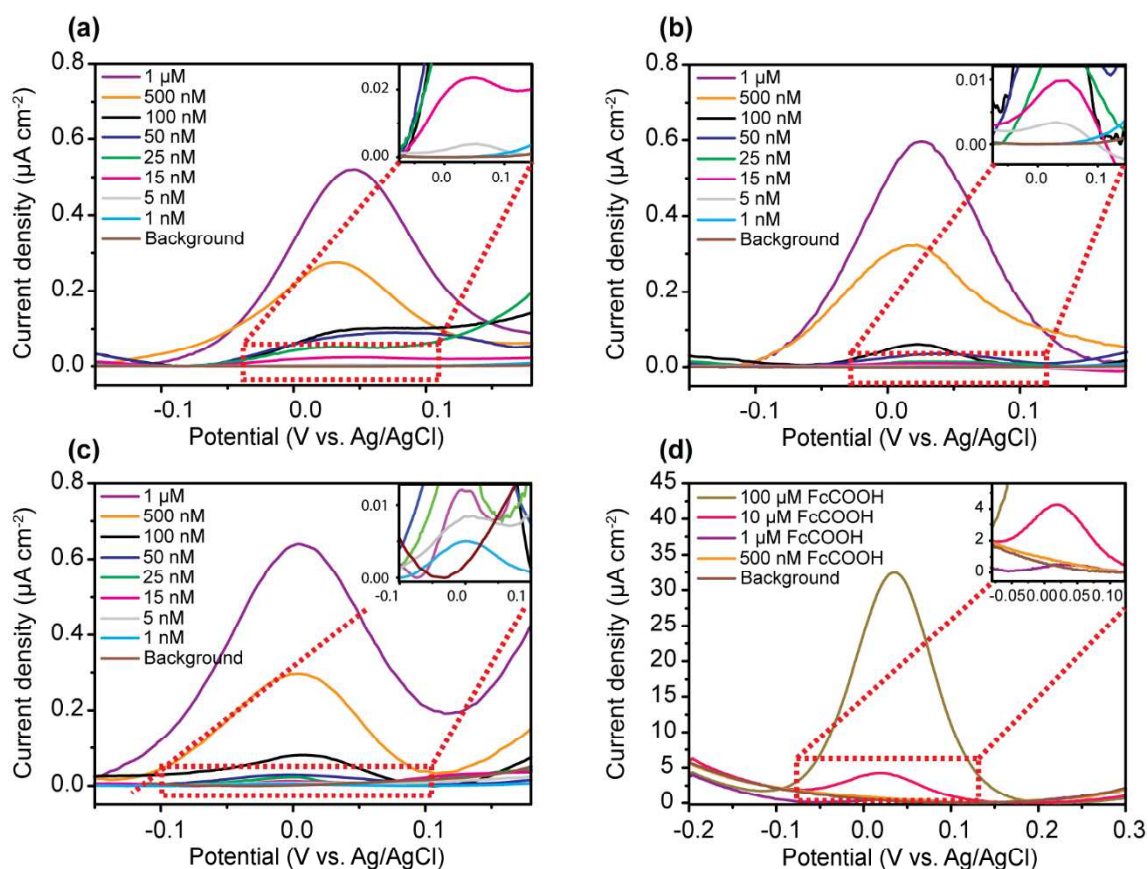 (a)
0.8
0.6
0.4
0.2
0.0
Current density (µA cm⁻²)
1 µM
500 nM
100 nM
50 nM
25 nM
15 nM
5 nM
1 nM
Background
0.02
0.00
0.0 0.1
-0.1 0.0 0.1
Potential (V vs. Ag/AgCl)
(b)
0.8
0.6
0.4
0.2
0.0
Current density (µA cm⁻²)
1 µM
500 nM
100 nM
50 nM
25 nM
15 nM
5 nM
1 nM
Background
0.01
0.00
0.0 0.1
-0.1 0.0 0.1
Potential (V vs. Ag/AgCl)
(c)
0.8
0.6
0.4
0.2
0.0
Current density (µA cm⁻²)
1 µM
500 nM
100 nM
50 nM
25 nM
15 nM
5 nM
1 nM
Background
0.01
0.00
-0.1 0.0 0.1
-0.1 0.0 0.1
Potential (V vs. Ag/AgCl)
(d)
45
40
35
30
25
20
15
10
5
0
Current density (µA cm⁻²)
100 µM FcCOOH
10 µM FcCOOH
1 µM FcCOOH
500 nM FcCOOH
Background
4
2
0
-0.05 0.00 0.05 0.10
-0.2 -0.1 0.0 0.1 0.2 0.3
Potential (V vs. Ag/AgCl)